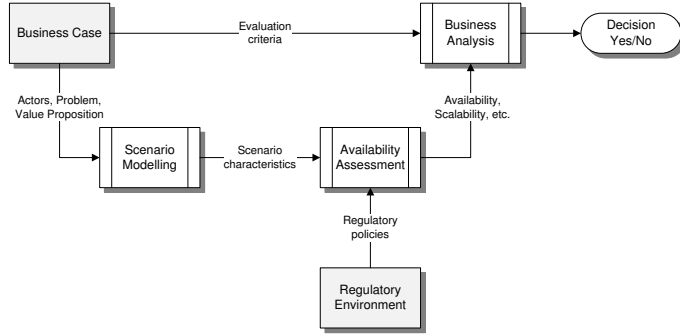 Business Case
Evaluation
criteria
Business
Analysis
Decision
Yes/No
Actors, Problem,
Value Proposition
Availability,
Scalability, etc.
Scenario
Modelling
Scenario
characteristics
Availability
Assessment
Regulatory
policies
Regulatory
Environment